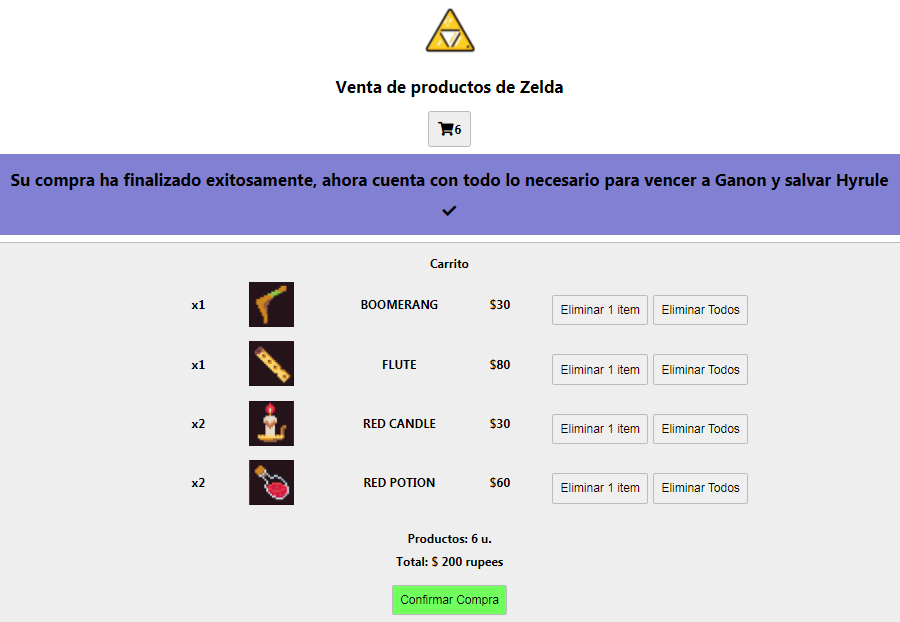 Venta de productos de Zelda
6
Su compra ha finalizado exitosamente, ahora cuenta con todo lo necesario para vencer a Ganon y salvar Hyrule
Carrito
x1 BOOMERANG $30 Eliminar 1 item Eliminar Todos
x1 FLUTE $80 Eliminar 1 item Eliminar Todos
x2 RED CANDLE $30 Eliminar 1 item Eliminar Todos
x2 RED POTION $60 Eliminar 1 item Eliminar Todos
Productos: 6 u.
Total: $ 200 rupees
Confirmar Compra